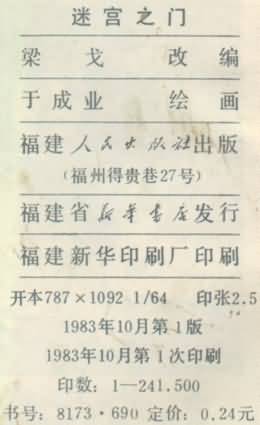 迷宫之门
梁戈 改编
于成业 绘画
福建人民出版社出版
(福州得贵巷27号)
福建省新华书店发行
福建新华印刷厂印刷
开本787×1092 1/64 印张2.5
1983年10月第1版
1983年10月第1次印刷
印数：1—241.500
书号：8173·690 定价：0.24元